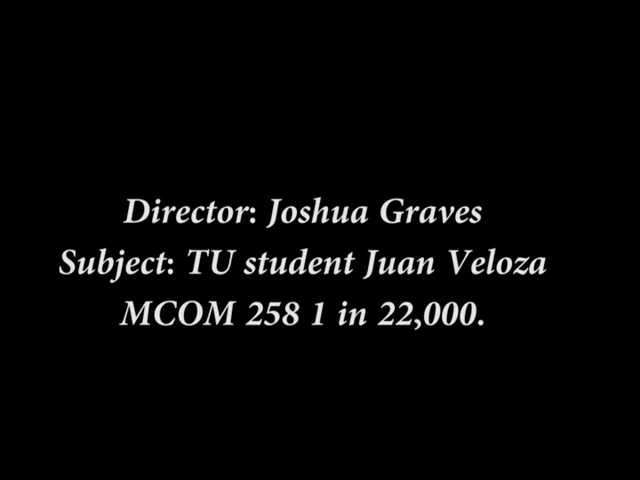 Director: Joshua Graves
Subject: TU student Juan Veloza
MCOM 258 1 in 22,000.